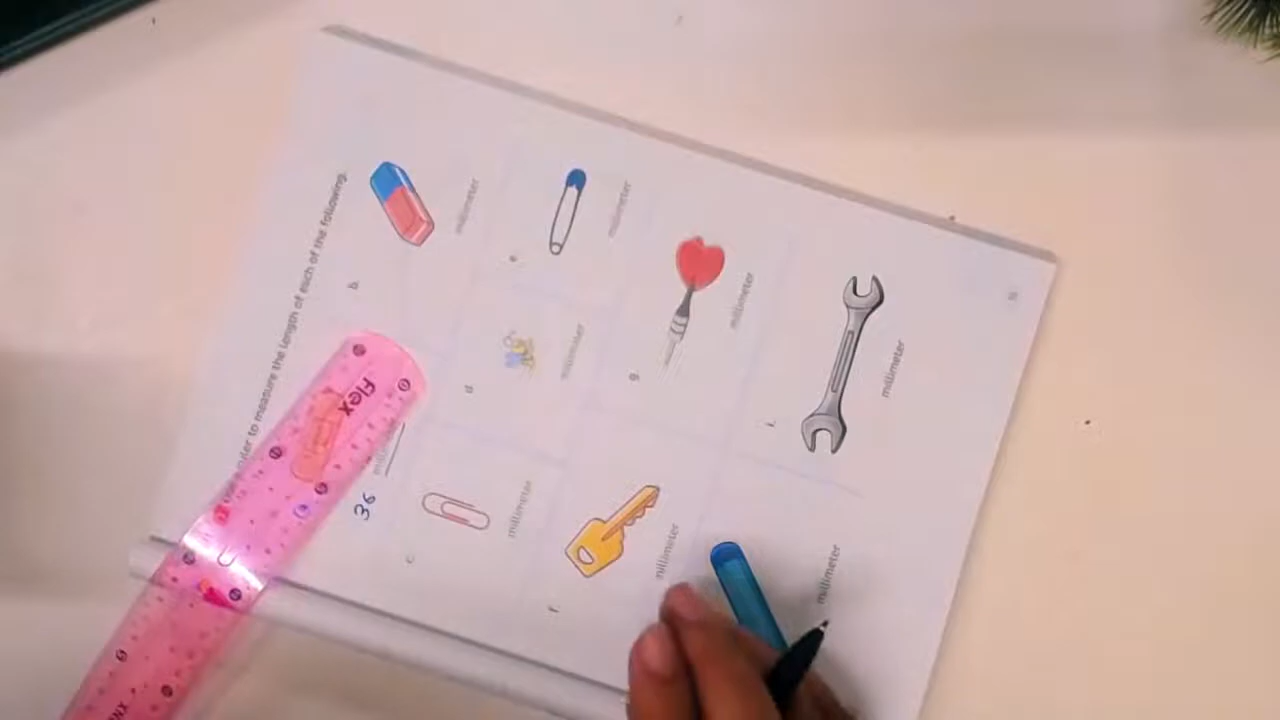 to measure the length of each of the following.
b.
millimeter
36
c.
millimeter
d.
millimeter
e.
millimeter
f.
millimeter
g.
millimeter
millimeter
i.
millimeter
Flex